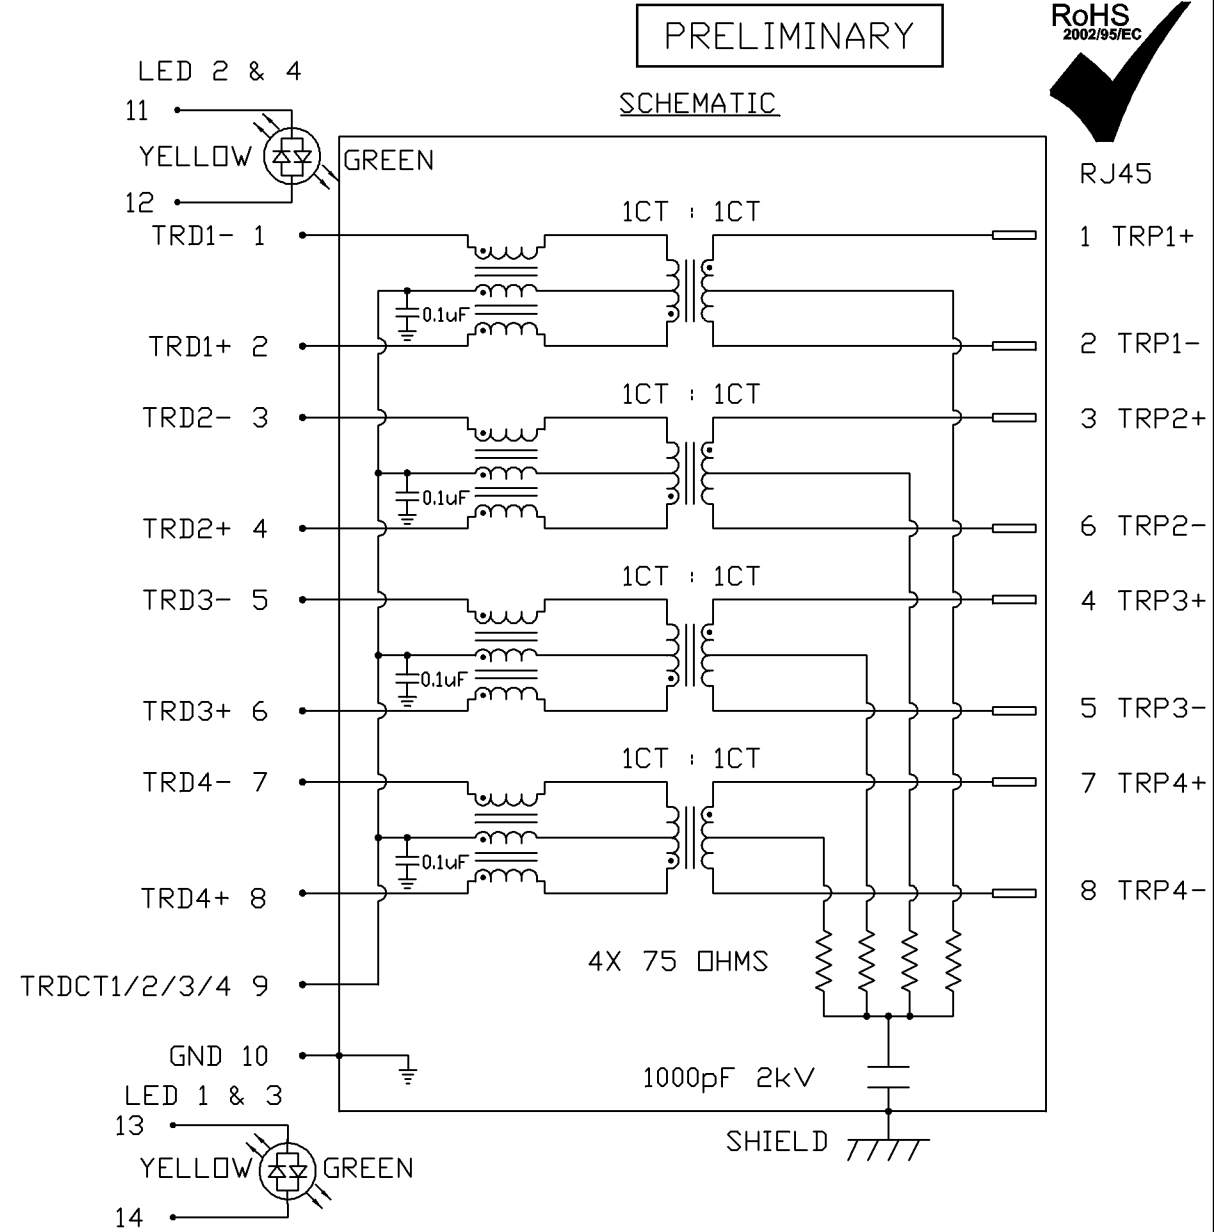 PRELIMINARY
RoHS
2002/95/EC
SCHEMATIC
LED 2 & 4
11
YELLOW
GREEN
12
RJ45
1CT : 1CT
TRD1- 1
1 TRP1+
0.1uF
TRD1+ 2
2 TRP1-
1CT : 1CT
TRD2- 3
3 TRP2+
0.1uF
TRD2+ 4
6 TRP2-
1CT : 1CT
TRD3- 5
4 TRP3+
0.1uF
TRD3+ 6
5 TRP3-
1CT : 1CT
TRD4- 7
7 TRP4+
0.1uF
TRD4+ 8
8 TRP4-
4X 75 OHMS
TRDCT1/2/3/4 9
GND 10
1000pF 2kV
LED 1 & 3
13
SHIELD
YELLOW
GREEN
14